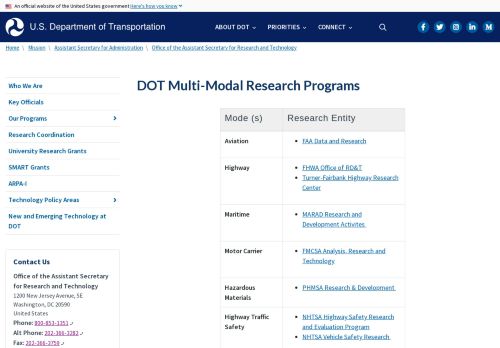 An official website of the United States government Here's how you know
U.S. Department of Transportation
ABOUT DOT
PRIORITIES
CONNECT
Home \ Mission \ Assistant Secretary for Administration \ Office of the Assistant Secretary for Research and Technology
Who We Are
Key Officials
Our Programs
Research Coordination
University Research Grants
SMART Grants
ARPA-I
Technology Policy Areas
New and Emerging Technology at
DOT
Contact Us
Office of the Assistant Secretary
for Research and Technology
1200 New Jersey Avenue, SE
Washington, DC 20590
United States
Phone: 800-853-1351
Alt Phone: 202-366-3282
Fax: 202-366-3759
DOT Multi-Modal Research Programs
Mode (s) Research Entity
Aviation FAA Data and Research
Highway FHWA Office of RD&T
Turner-Fairbank Highway Research
Center
Maritime MARAD Research and
Development Activites
Motor Carrier FMCSA Analysis, Research and
Technology
Hazardous PHMSA Research & Development
Materials
Highway Traffic NHTSA Highway Safety Research
Safety and Evaluation Program
NHTSA Vehicle Safety Research